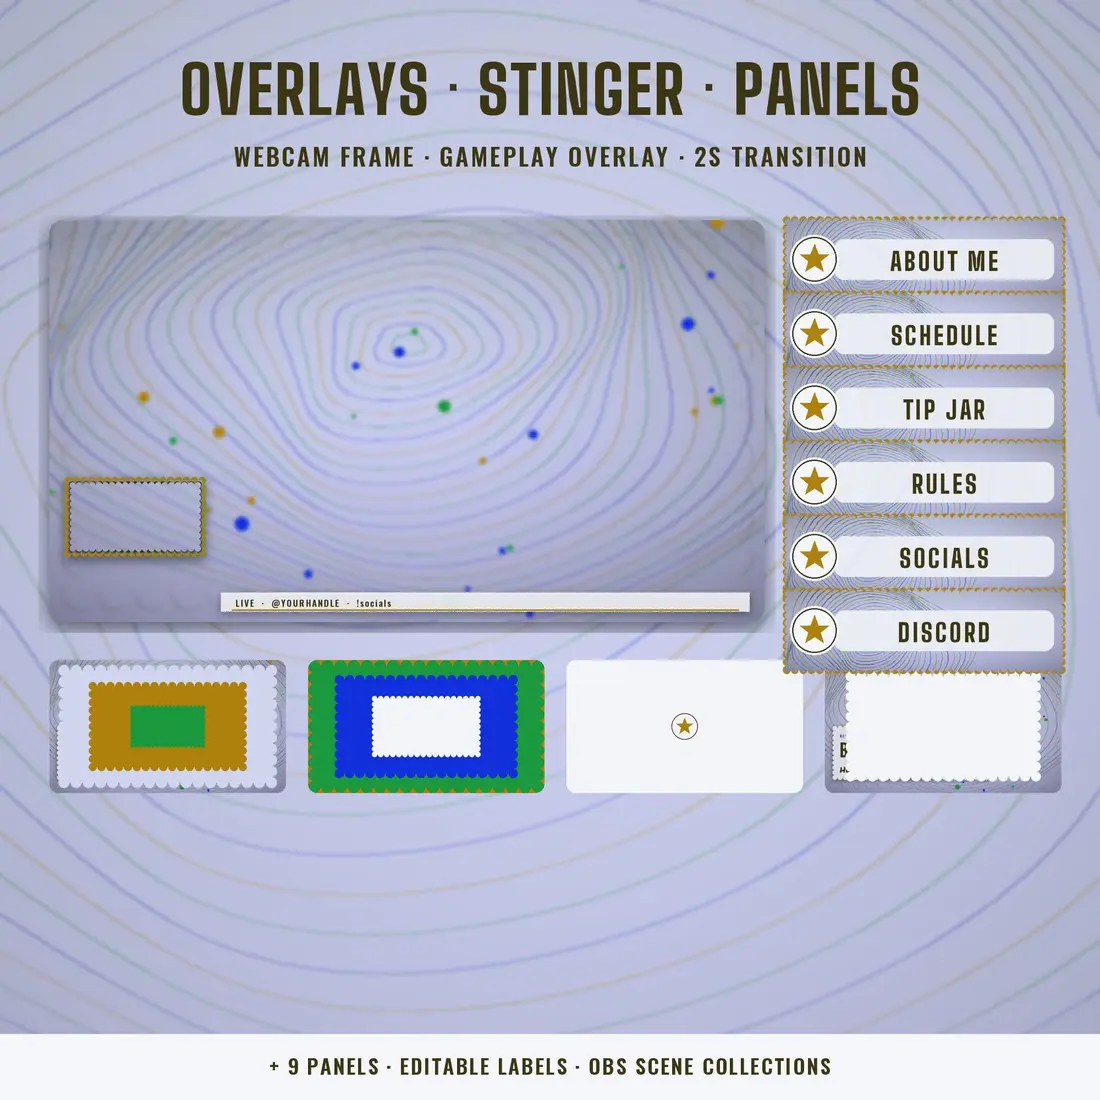 OVERLAYS · STINGER · PANELS
WEBCAM FRAME · GAMEPLAY OVERLAY · 2S TRANSITION
ABOUT ME
SCHEDULE
TIP JAR
RULES
SOCIALS
DISCORD
LIVE · @YOURHANDLE · !socials
+ 9 PANELS · EDITABLE LABELS · OBS SCENE COLLECTIONS